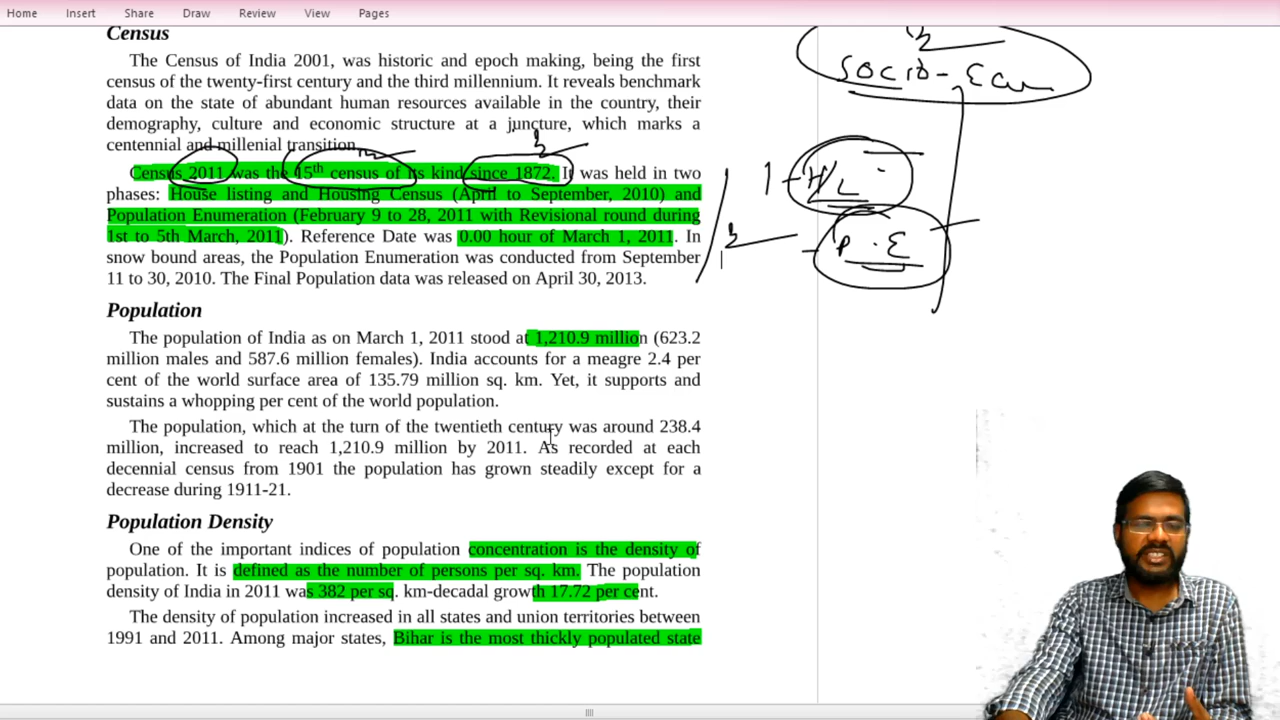 Home Insert Share Draw Review View Pages
Census
The Census of India 2001, was historic and epoch making, being the first
census of the twenty-first century and the third millennium. It reveals benchmark
data on the state of abundant human resources available in the country, their
demography, culture and economic structure at a juncture, which marks a
centennial and millenial transition.
Census 2011 was the 15th census of its kind since 1872. It was held in two
phases: House listing and Housing Census (April to September, 2010) and
Population Enumeration (February 9 to 28, 2011 with Revisional round during
1st to 5th March, 2011). Reference Date was 0.00 hour of March 1, 2011. In
snow bound areas, the Population Enumeration was conducted from September
11 to 30, 2010. The Final Population data was released on April 30, 2013.
Population
The population of India as on March 1, 2011 stood at 1,210.9 million (623.2
million males and 587.6 million females). India accounts for a meagre 2.4 per
cent of the world surface area of 135.79 million sq. km. Yet, it supports and
sustains a whopping per cent of the world population.
The population, which at the turn of the twentieth century was around 238.4
million, increased to reach 1,210.9 million by 2011. As recorded at each
decennial census from 1901 the population has grown steadily except for a
decrease during 1911-21.
Population Density
One of the important indices of population concentration is the density of
population. It is defined as the number of persons per sq. km. The population
density of India in 2011 was 382 per sq. km-decadal growth 17.72 per cent.
The density of population increased in all states and union territories between
1991 and 2011. Among major states, Bihar is the most thickly populated state
Socio-
1 - H/L
- P.E